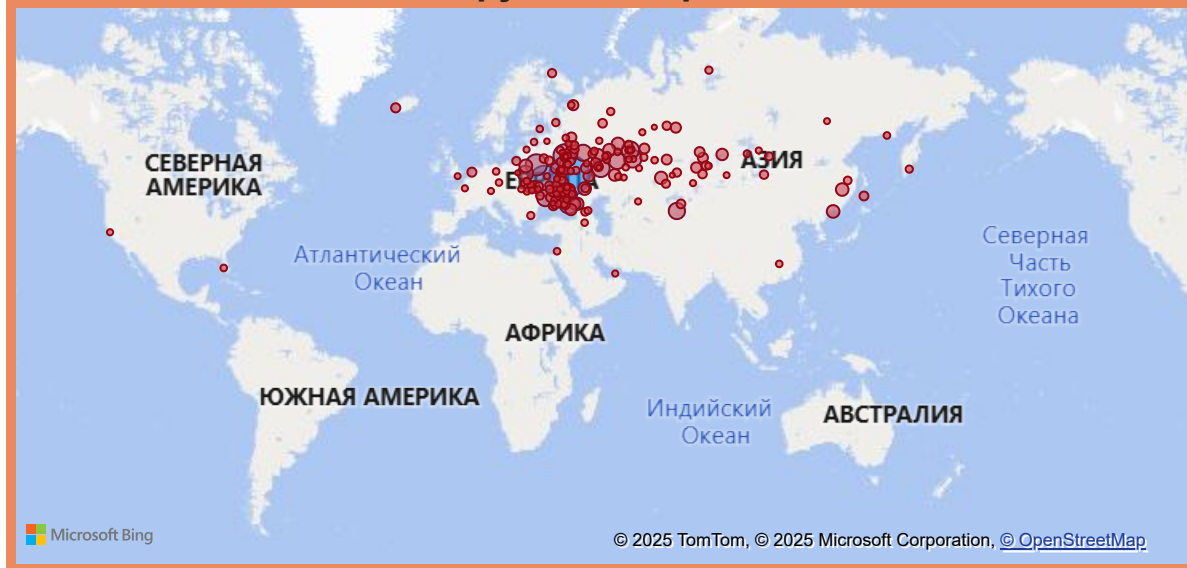 СЕВЕРНАЯ
АМЕРИКА
АЗИЯ
Атлантический
Океан
Северная
Часть
Тихого
Океана
АФРИКА
ЮЖНАЯ АМЕРИКА
Индийский
Океан
АВСТРАЛИЯ
Microsoft Bing
© 2025 TomTom, © 2025 Microsoft Corporation, © OpenStreetMap